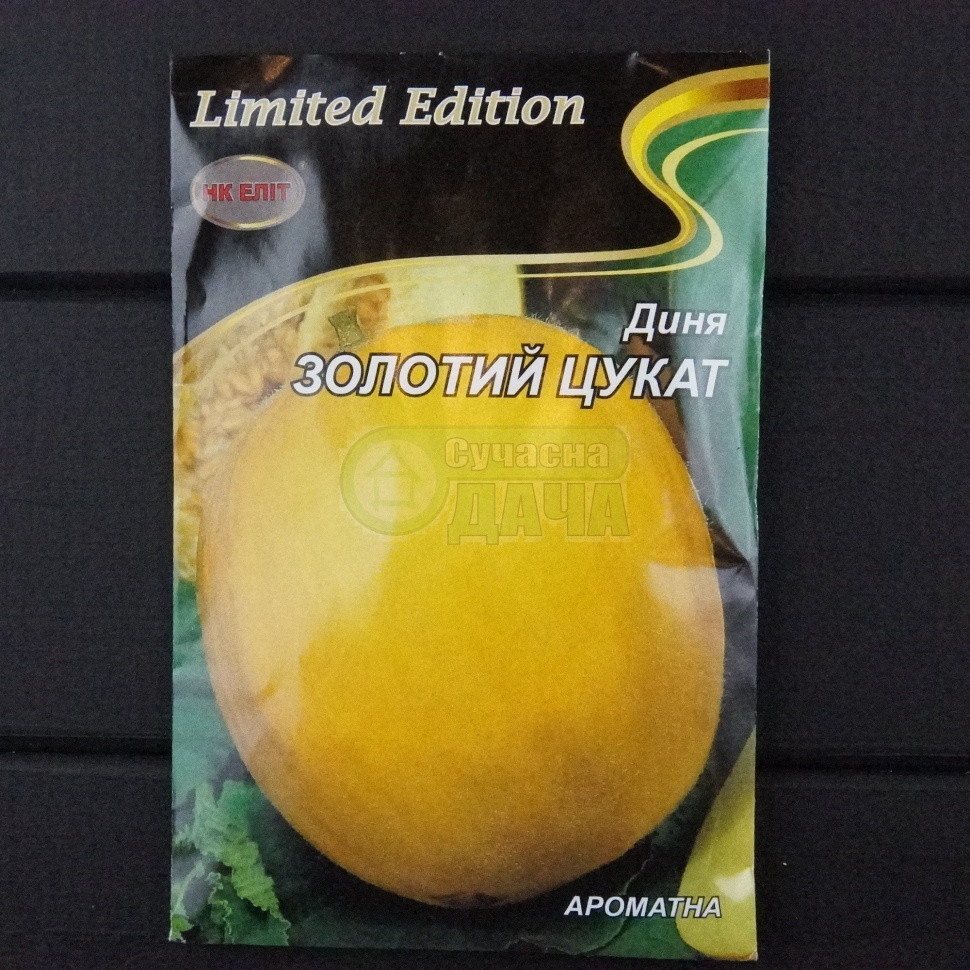 Limited Edition
НК ЕЛІТ
Диня
ЗОЛОТИЙ ЦУКАТ
Сучасна
ДАЧА
АРОМАТНА